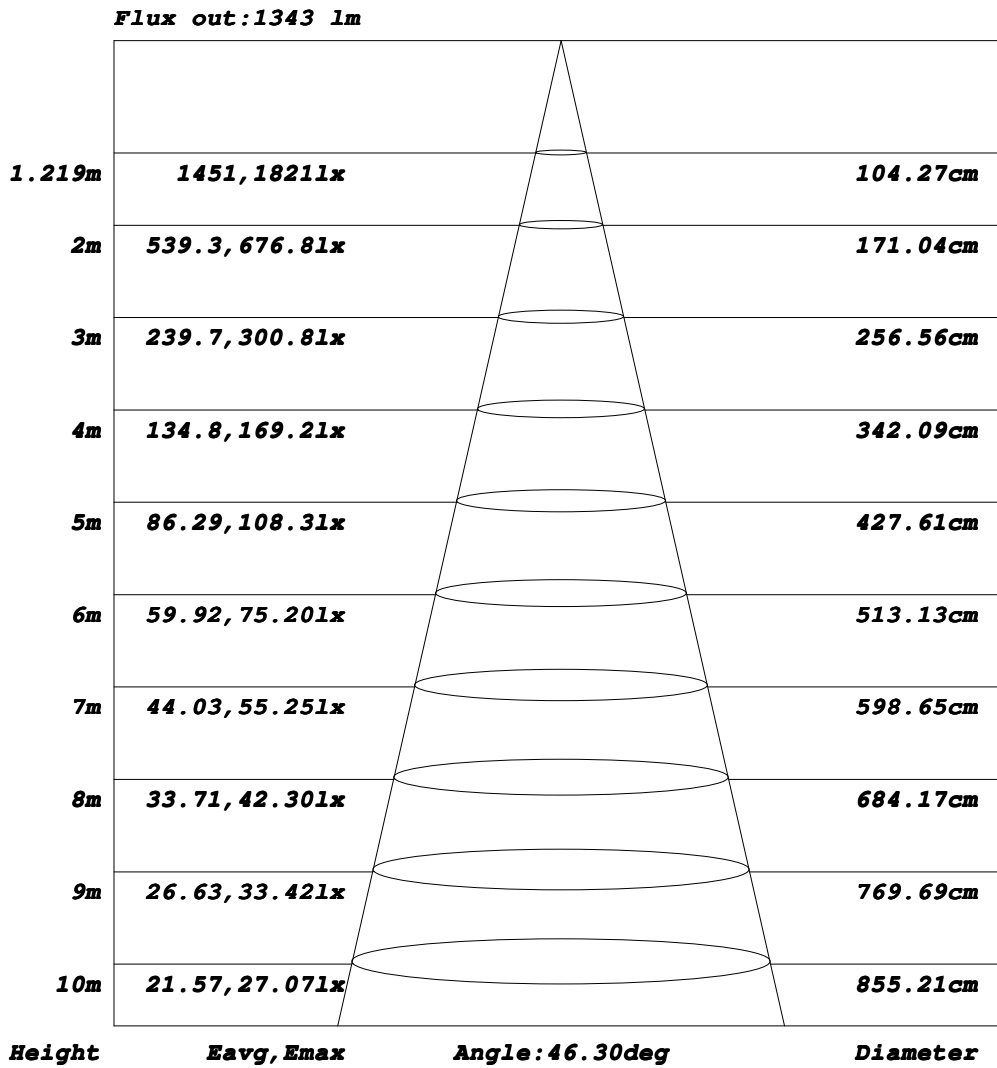 Flux out:1343 lm
1.219m 1451,1821lx 104.27cm
2m 539.3,676.8lx 171.04cm
3m 239.7,300.8lx 256.56cm
4m 134.8,169.2lx 342.09cm
5m 86.29,108.3lx 427.61cm
6m 59.92,75.20lx 513.13cm
7m 44.03,55.25lx 598.65cm
8m 33.71,42.30lx 684.17cm
9m 26.63,33.42lx 769.69cm
10m 21.57,27.07lx 855.21cm
Height Eavg,Emax Angle:46.30deg Diameter